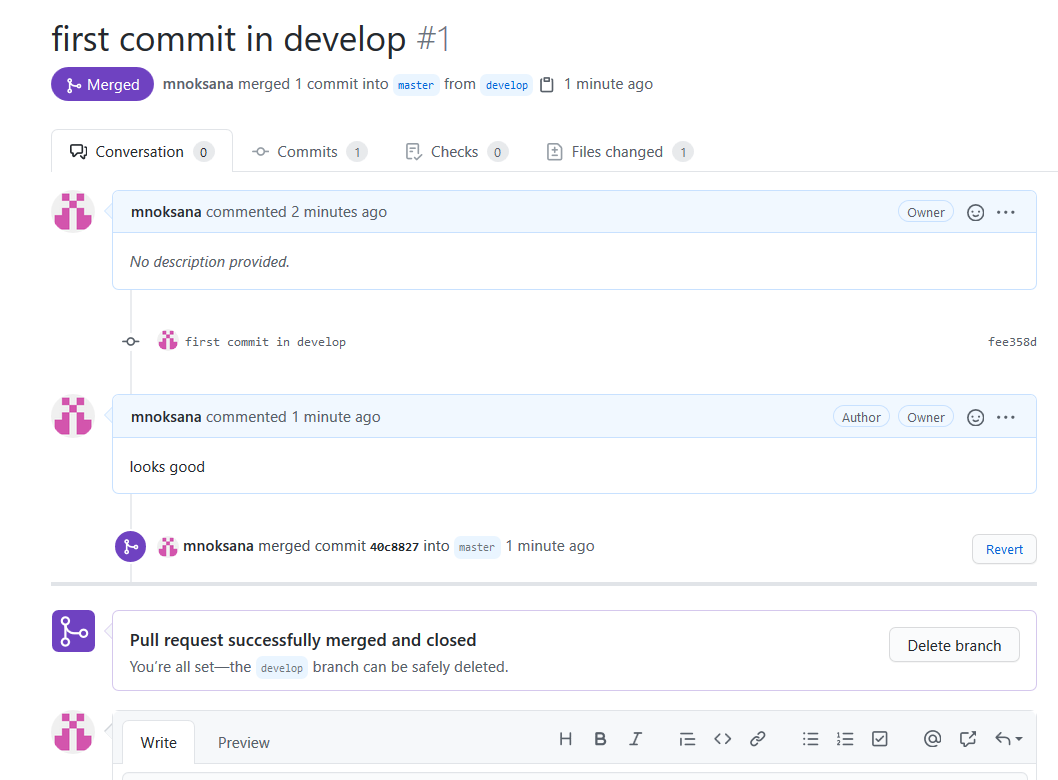 first commit in develop #1
Merged mnoksana merged 1 commit into master from develop 1 minute ago
Conversation 0 Commits 1 Checks 0 Files changed 1
mnoksana commented 2 minutes ago Owner
No description provided.
first commit in develop fee358d
mnoksana commented 1 minute ago Author Owner
looks good
mnoksana merged commit 40c8827 into master 1 minute ago
Revert
Pull request successfully merged and closed
You’re all set—the develop branch can be safely deleted.
Delete branch
Write Preview